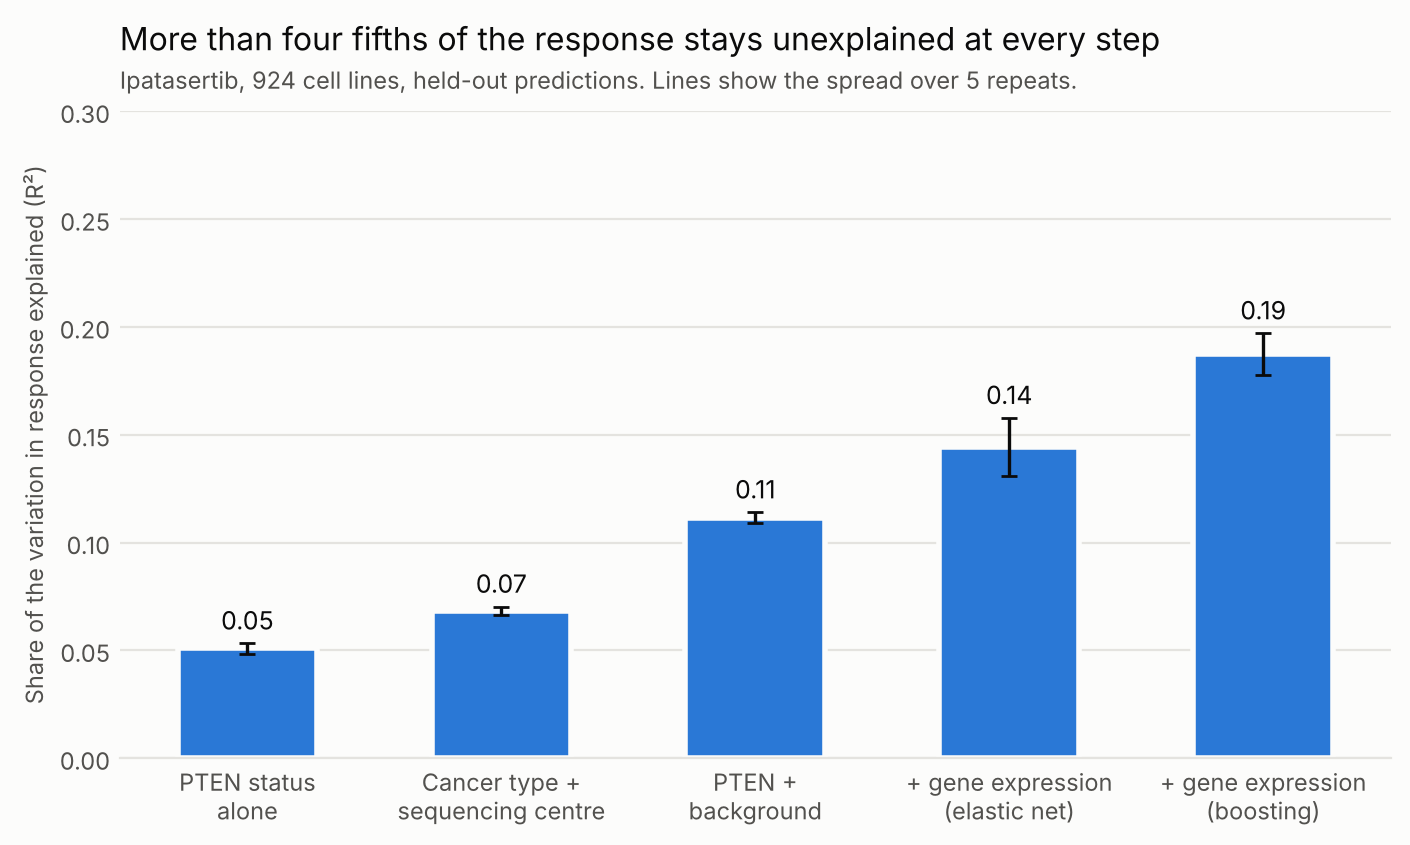 More than four fifths of the response stays unexplained at every step
Ipatasertib, 924 cell lines, held-out predictions. Lines show the spread over 5 repeats.
Share of the variation in response explained (R²)
0.30
0.25
0.20
0.15
0.10
0.05
0.00
0.05
0.07
0.11
0.14
0.19
PTEN status
alone
Cancer type +
sequencing centre
PTEN +
background
+ gene expression
(elastic net)
+ gene expression
(boosting)